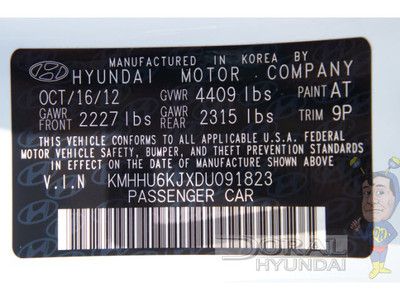 MANUFACTURED IN KOREA BY
HYUNDAI MOTOR COMPANY
OCT/16/12 GVWR 4409 lbs PAINT AT
GAWR FRONT 2227 lbs GAWR REAR 2315 lbs TRIM 9P
THIS VEHICLE CONFORMS TO ALL APPLICABLE U.S.A. FEDERAL
MOTOR VEHICLE SAFETY, BUMPER, AND THEFT PREVENTION STANDARDS
IN EFFECT ON THE DATE OF MANUFACTURE SHOWN ABOVE.
V.I.N KMHHU6KJXDU091823
PASSENGER CAR
DORAL
HYUNDAI